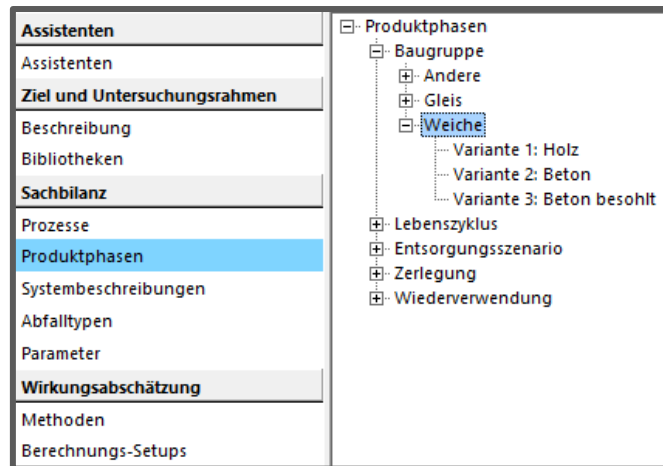 Assistenten
Assistenten
Ziel und Untersuchungsrahmen
Beschreibung
Bibliotheken
Sachbilanz
Prozesse
Produktphasen
Systembeschreibungen
Abfalltypen
Parameter
Wirkungsabschätzung
Methoden
Berechnungs-Setups
Produktphasen
Baugruppe
Andere
Gleis
Weiche
Variante 1: Holz
Variante 2: Beton
Variante 3: Beton besohlt
Lebenszyklus
Entsorgungsszenario
Zerlegung
Wiederverwendung